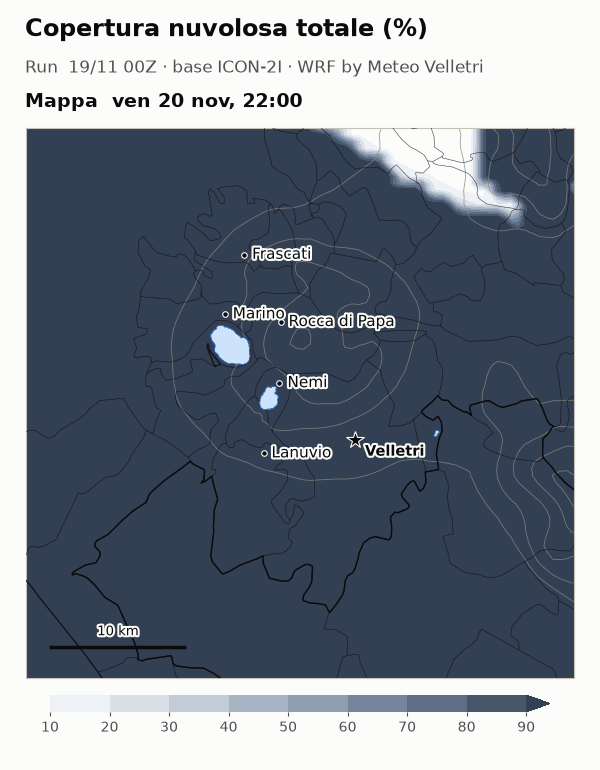 Copertura nuvolosa totale (%)
Run  19/11 00Z · base ICON-2I · WRF by Meteo Velletri
Mappa  ven 20 nov, 22:00
Frascati
Marino
Rocca di Papa
Nemi
Velletri
Lanuvio
10 km
10 20 30 40 50 60 70 80 90